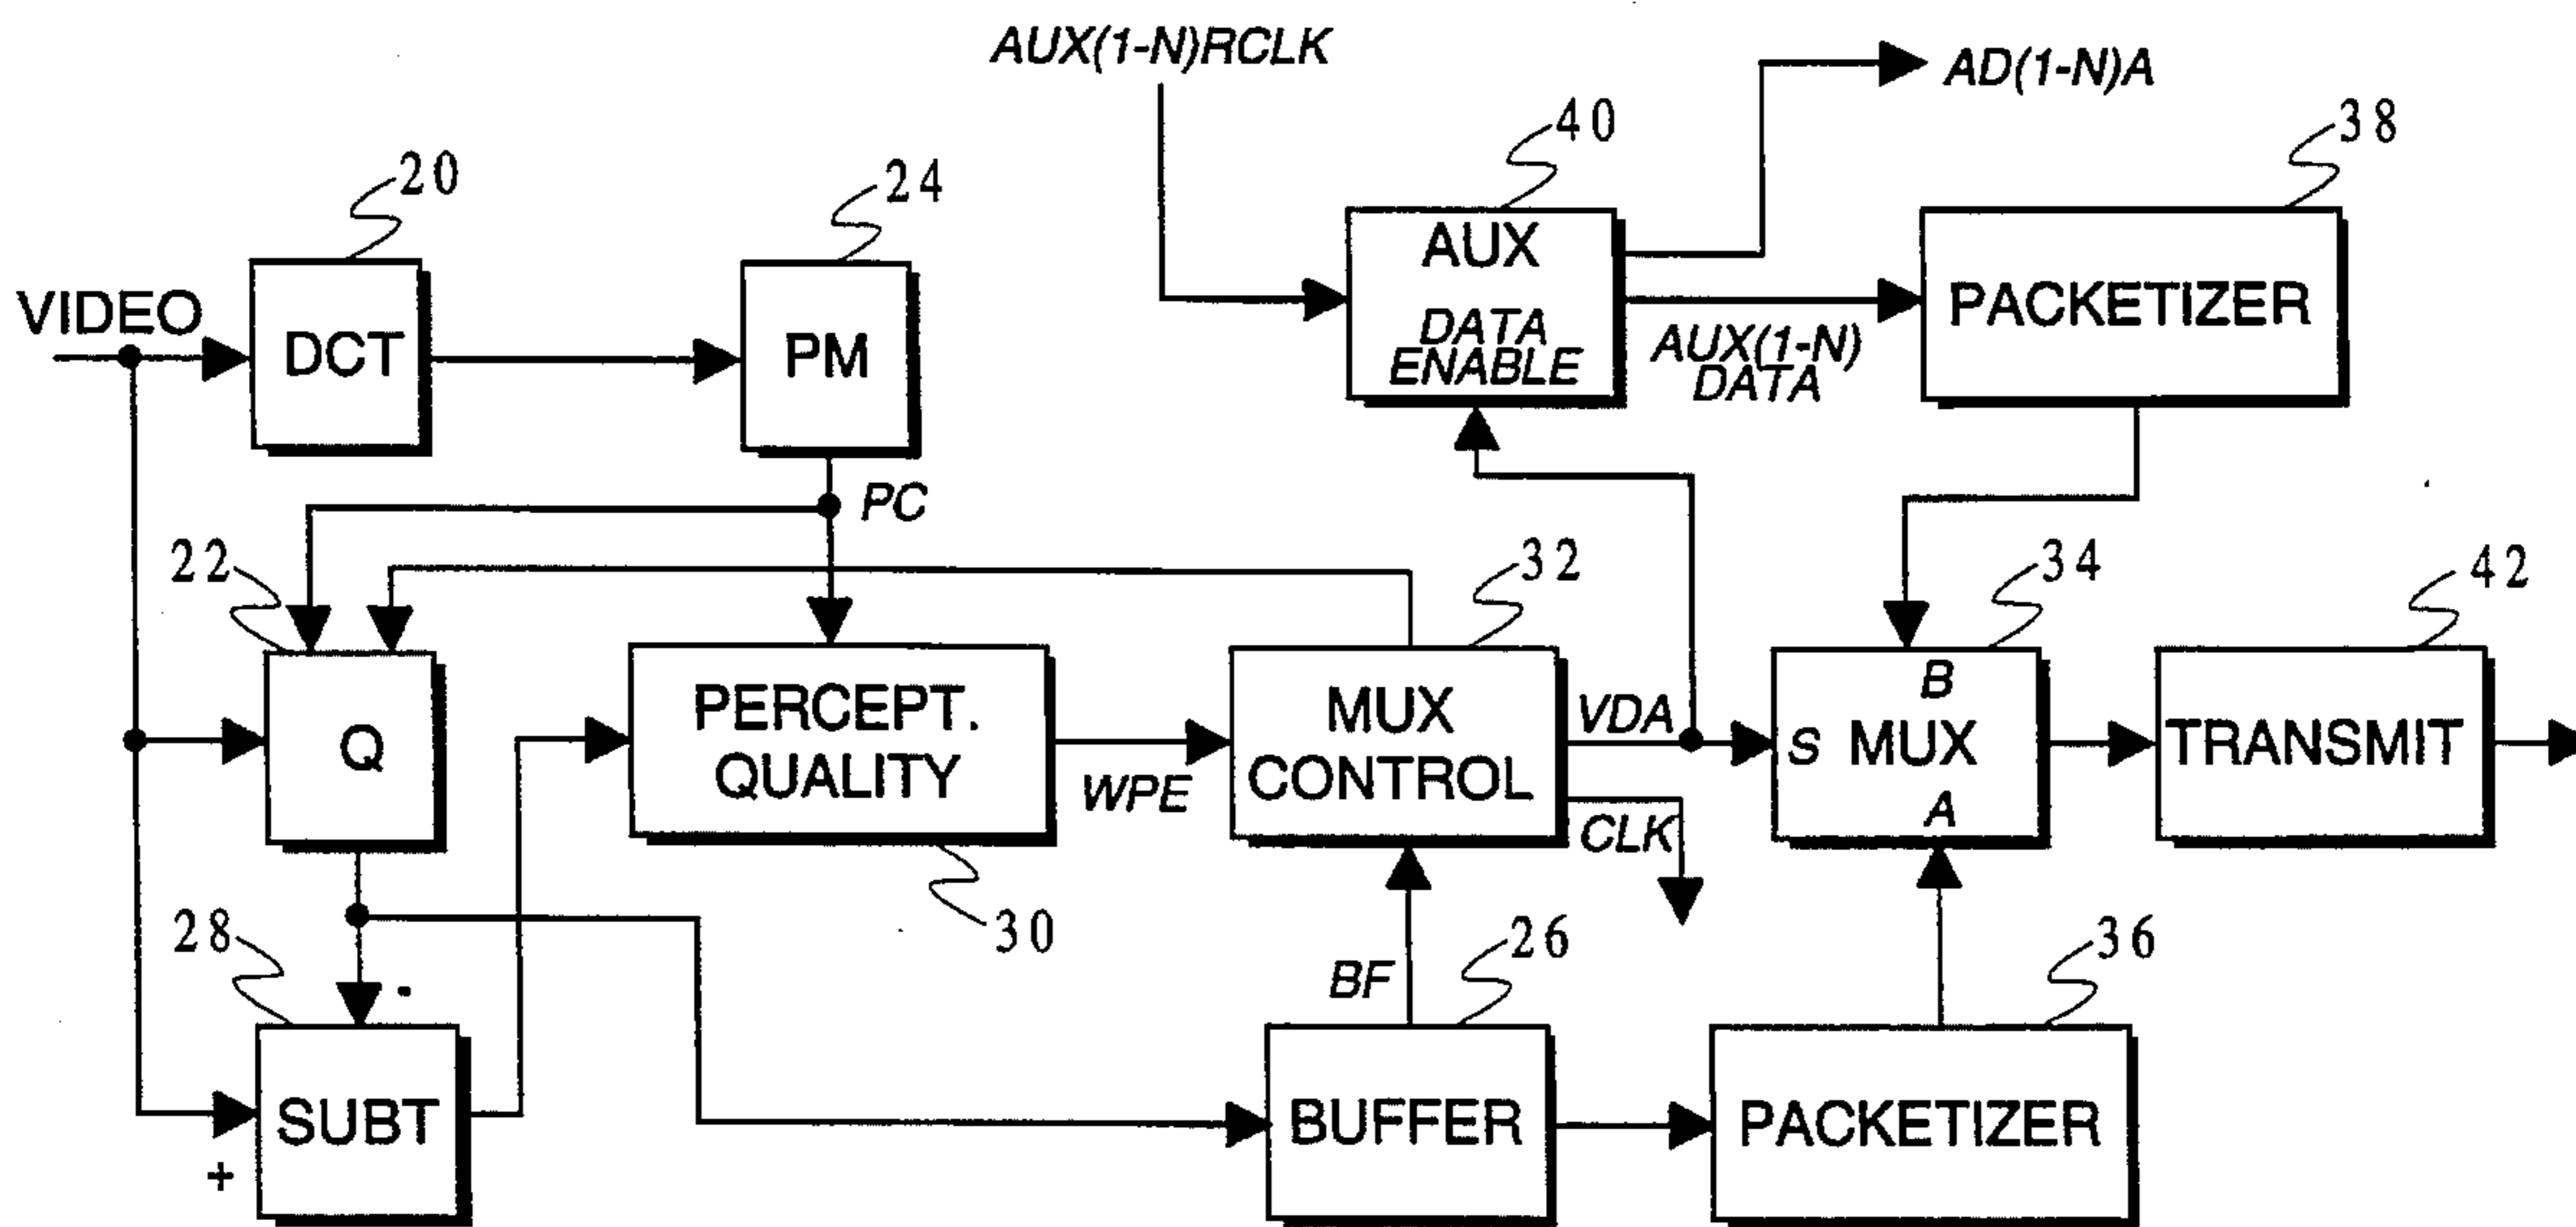 AUX(1-N)RCLK
AD(1-N)A
40
38
20
24
VIDEO
DCT
PM
AUX
DATA
ENABLE
AUX(1-N)
DATA
PACKETIZER
PC
22
32
34
42
Q
PERCEPT.
QUALITY
WPE
MUX
CONTROL
VDA
CLK
S
B
MUX
A
TRANSMIT
28
30
BF
26
36
-
SUBT
+
BUFFER
PACKETIZER